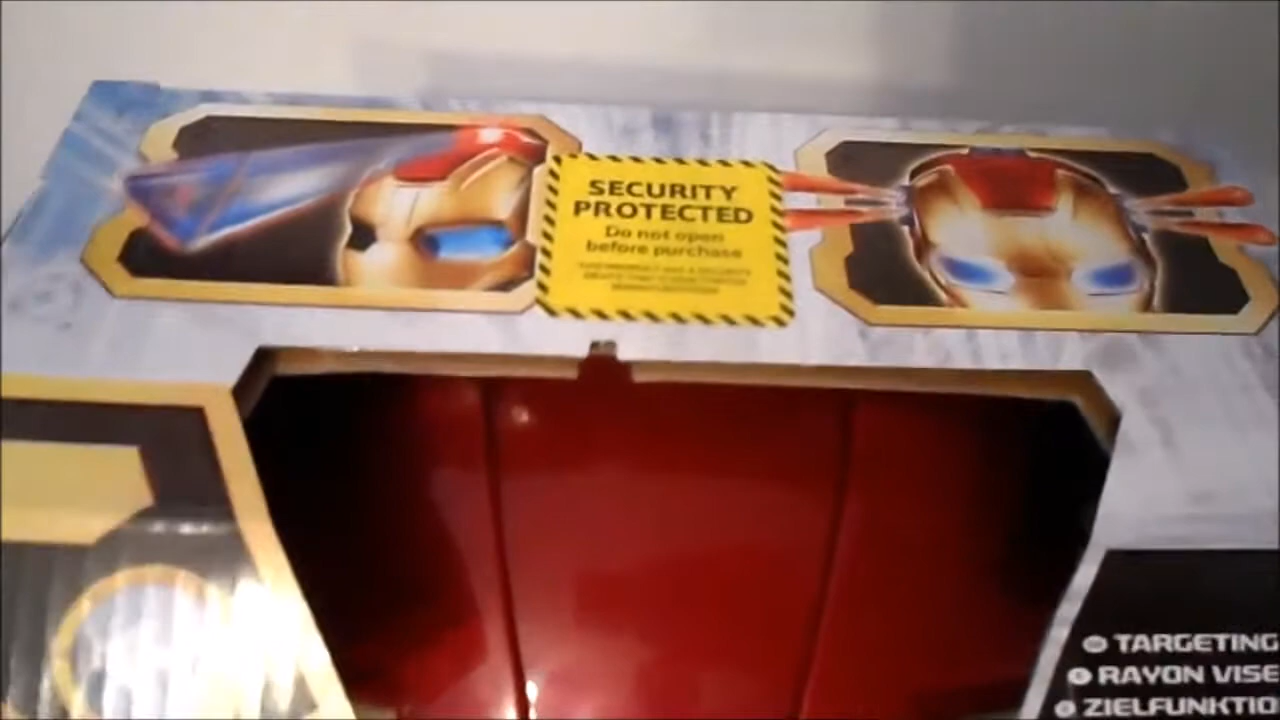 SECURITY
PROTECTED
Do not open
before purchase
TARGETING
RAYON VISE
ZIELFUNKTIO